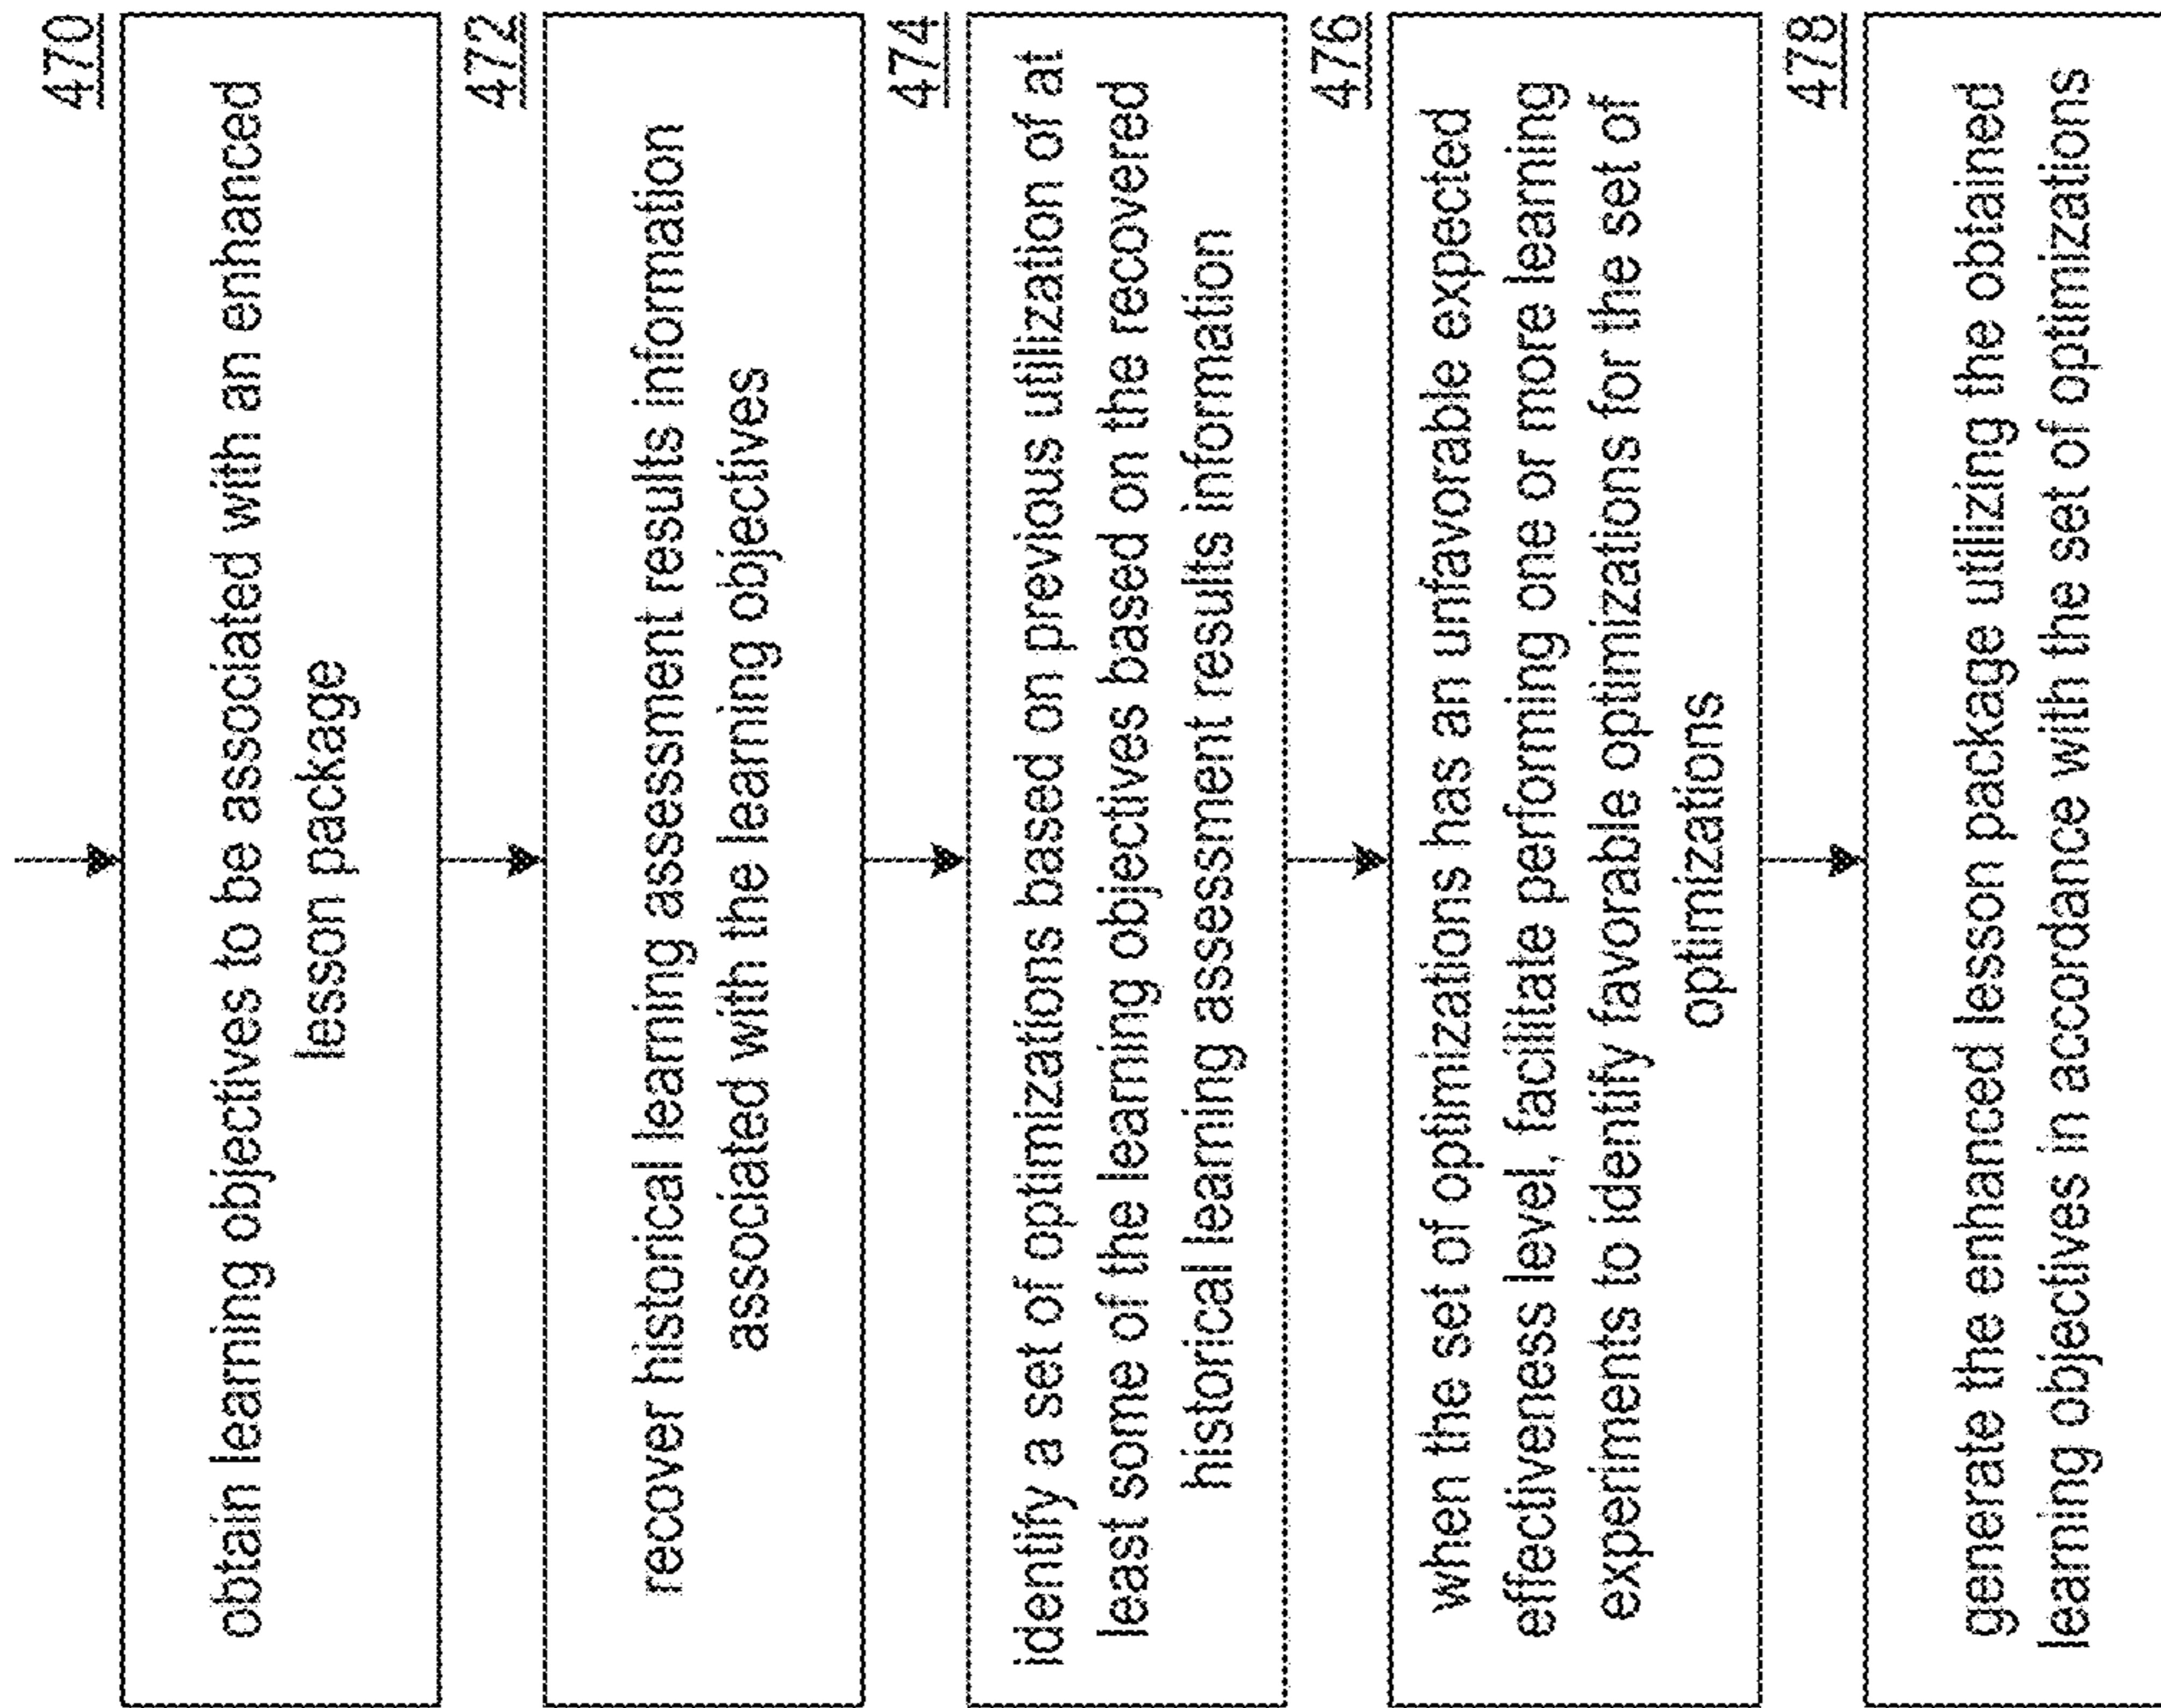 470
obtain learning objectives to be associated with an enhanced
lesson package
472
recover historical learning assessment results information
associated with the learning objectives
474
identify a set of optimizations based on previous utilization of at
least some of the learning objectives based on the recovered
historical learning assessment results information
476
when the set of optimizations has an unfavorable expected
effectiveness level, facilitate performing one or more learning
experiments to identify favorable optimizations for the set of
optimizations
478
generate the enhanced lesson package utilizing the obtained
learning objectives in accordance with the set of optimizations